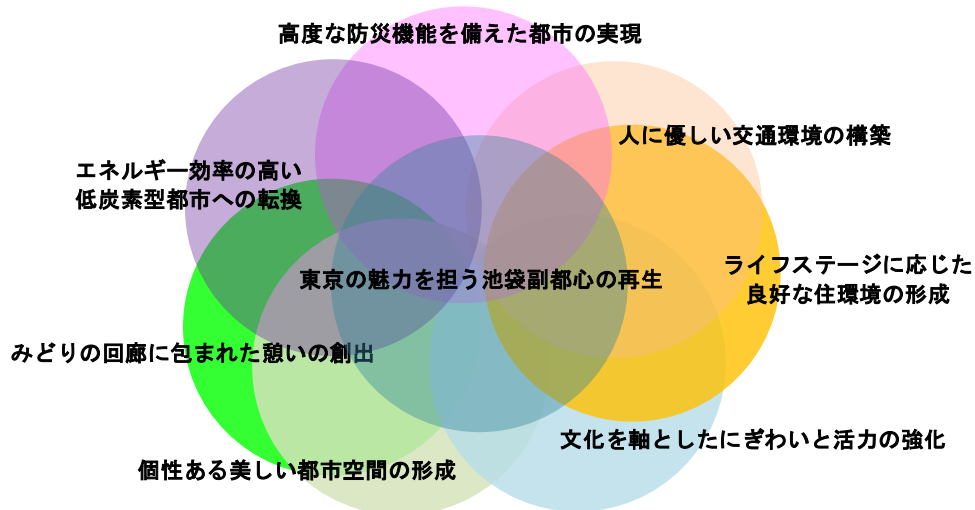 高度な防災機能を備えた都市の実現
人に優しい交通環境の構築
エネルギー効率の高い
低炭素型都市への転換
ライフステージに応じた
良好な住環境の形成
東京の魅力を担う池袋副都心の再生
みどりの回廊に包まれた憩いの創出
文化を軸としたにぎわいと活力の強化
個性ある美しい都市空間の形成